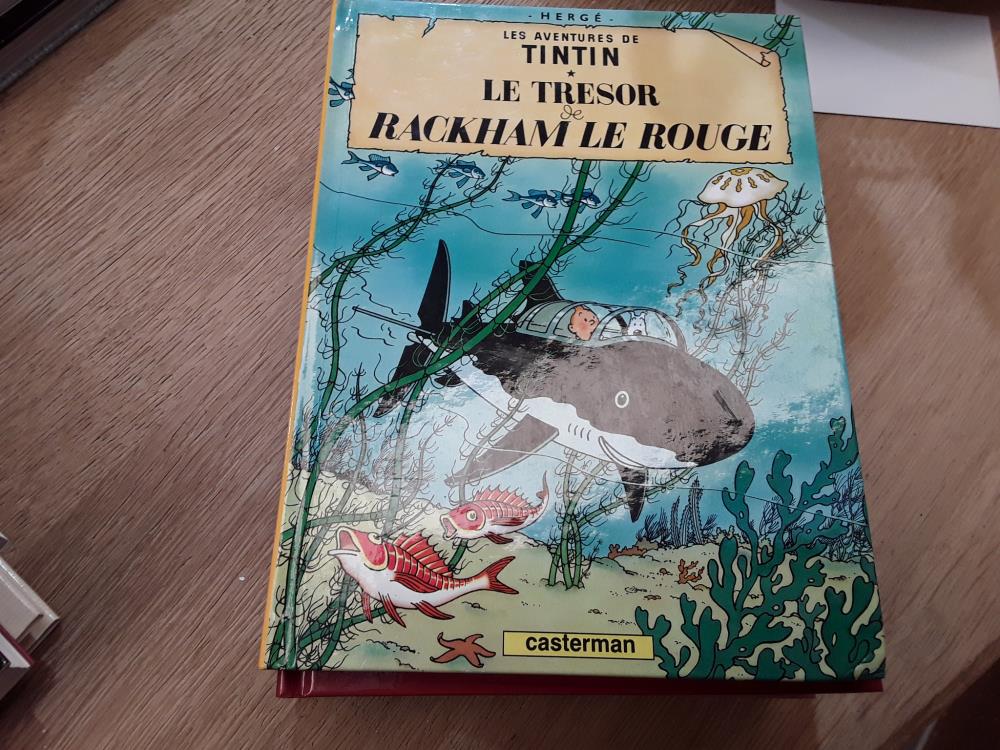 - HERGÉ -
LES AVENTURES DE
TINTIN
★
LE TRESOR
de
RACKHAM LE ROUGE
casterman